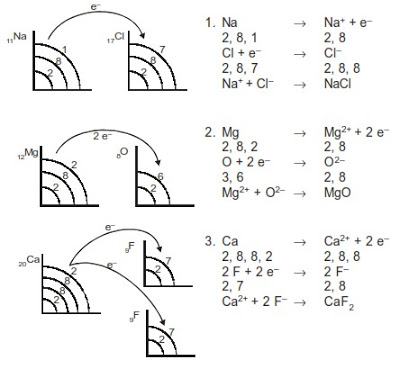 e⁻
₁₁Na 1 8 2
₁₇Cl 7 8 2
1. Na → Na⁺ + e⁻
2, 8, 1 2, 8
Cl + e⁻ → Cl⁻
2, 8, 7 2, 8, 8
Na⁺ + Cl⁻ → NaCl
2 e⁻
₁₂Mg 2 8 2
₈O 6 2
2. Mg → Mg²⁺ + 2 e⁻
2, 8, 2 2, 8
O + 2 e⁻ → O²⁻
3, 6 2, 8
Mg²⁺ + O²⁻ → MgO
e⁻
₂₀Ca 2 8 8 2
e⁻
₉F 7 2
₉F 7 2
3. Ca → Ca²⁺ + 2 e⁻
2, 8, 8, 2 2, 8, 8
2 F + 2 e⁻ → 2 F⁻
2, 7 2, 8
Ca²⁺ + 2 F⁻ → CaF₂